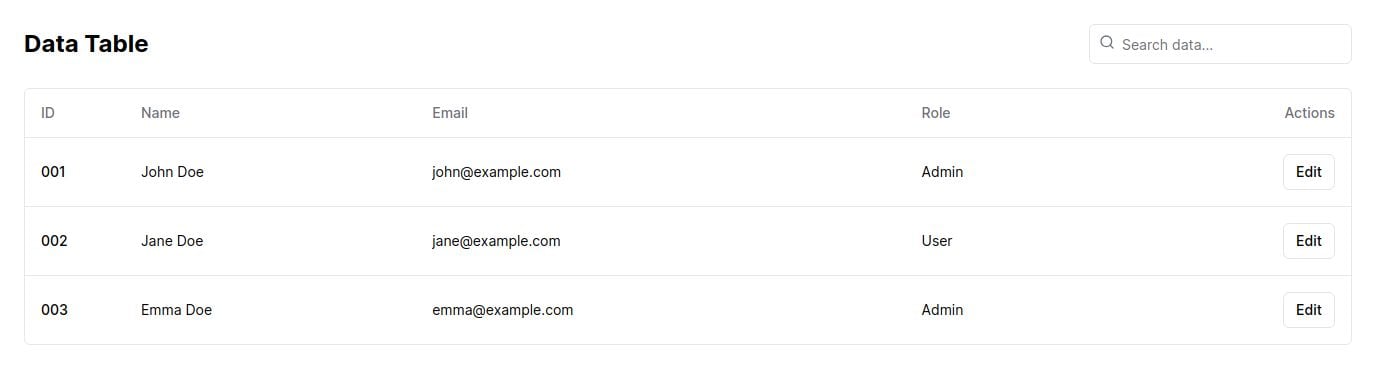 Data Table
Search data...
ID Name Email Role Actions
001 John Doe john@example.com Admin Edit
002 Jane Doe jane@example.com User Edit
003 Emma Doe emma@example.com Admin Edit